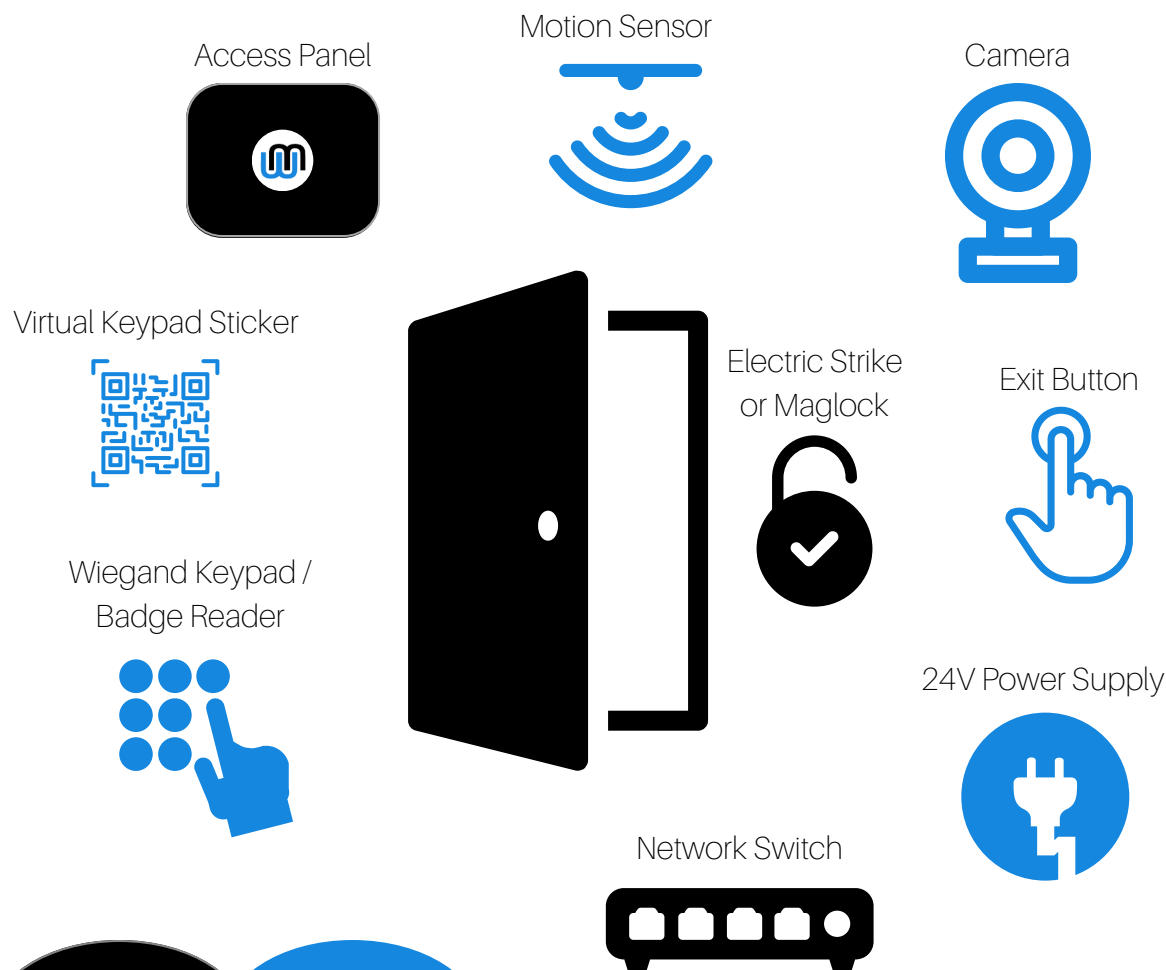 Motion Sensor
Access Panel
Camera
Virtual Keypad Sticker
Electric Strike
or Maglock
Exit Button
Wiegand Keypad /
Badge Reader
24V Power Supply
Network Switch